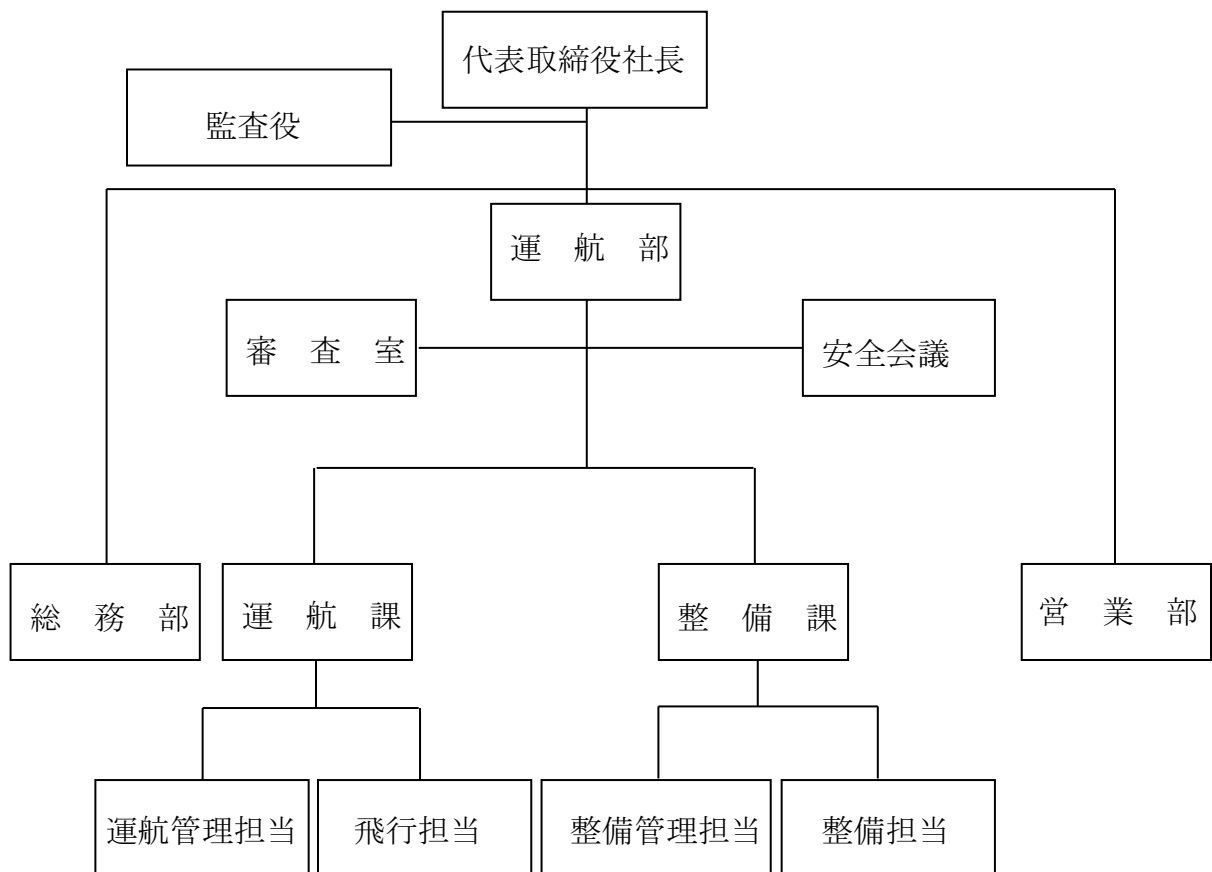 代表取締役社長
監査役
運　航　部
審　査　室
安全会議
総　務　部
運　航　課
整　備　課
営　業　部
運航管理担当
飛行担当
整備管理担当
整備担当